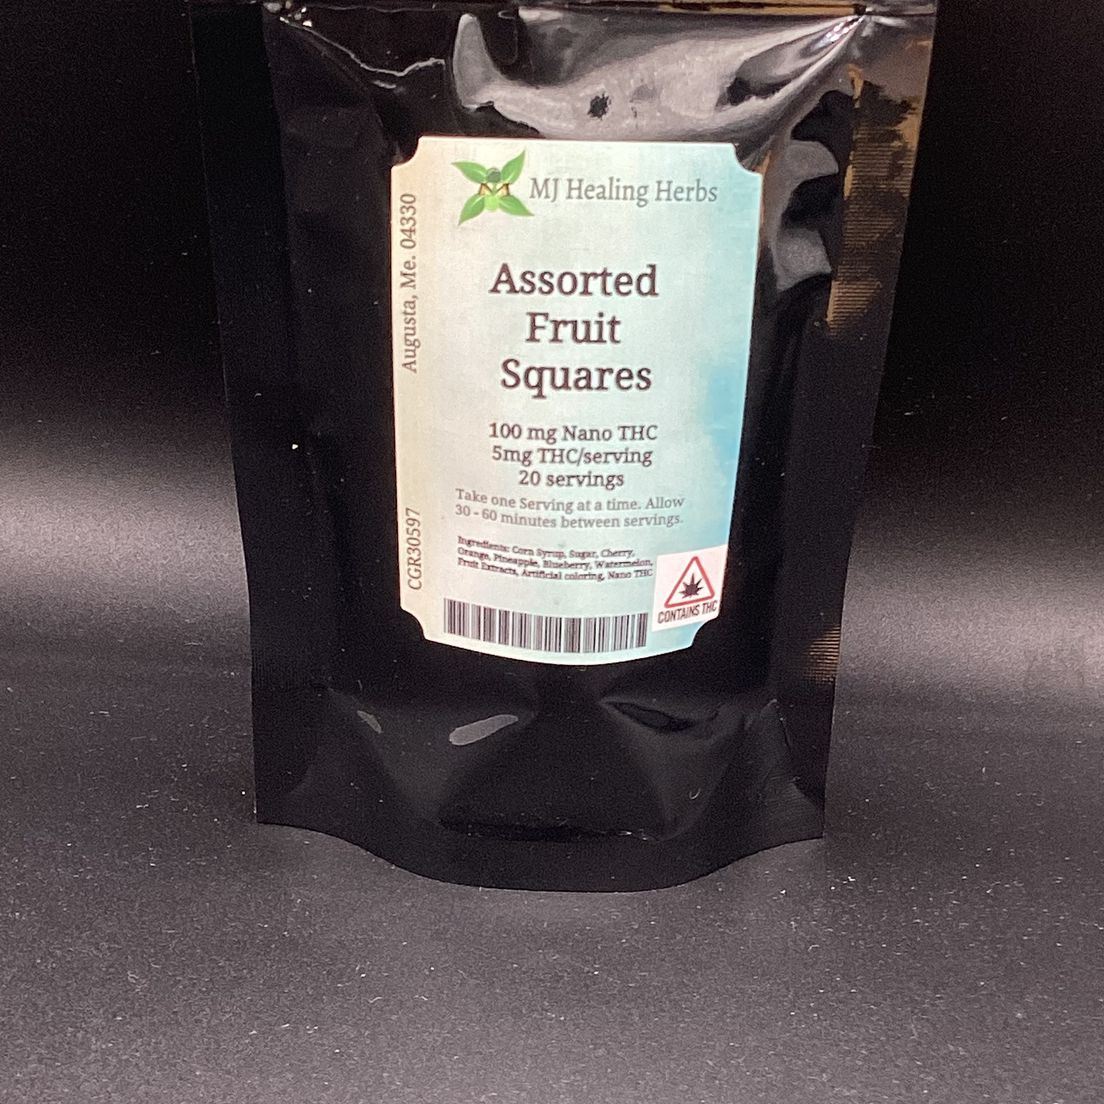 MJ Healing Herbs
Augusta, Me. 04330
Assorted
Fruit
Squares
100 mg Nano THC
5mg THC/serving
20 servings
Take one Serving at a time. Allow
30 - 60 minutes between servings.
Ingredients: Corn Syrup, Sugar, Cherry,
Orange, Pineapple, Blueberry, Watermelon,
Fruit Extracts, Artificial coloring, Nano THC
CGR30597
CONTAINS THC